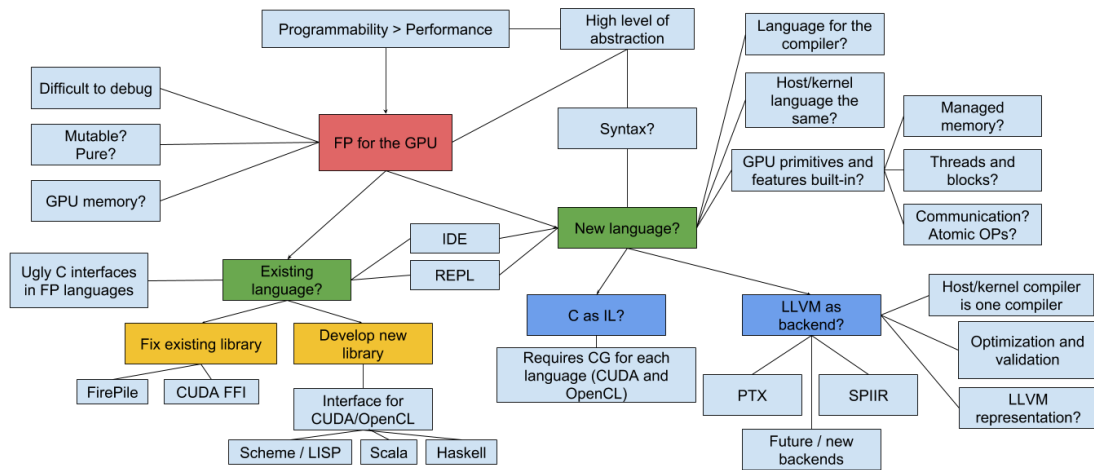 Programmability > Performance
High level of
abstraction
Language for the
compiler?
Difficult to debug
Host/kernel
language the
same?
Mutable?
Pure?
FP for the GPU
Syntax?
Managed
memory?
GPU primitives and
features built-in?
Threads and
blocks?
GPU memory?
Communication?
Atomic OPs?
New language?
IDE
REPL
Ugly C interfaces
in FP languages
Existing
language?
Host/kernel compiler
is one compiler
C as IL?
LLVM as
backend?
Fix existing library
Develop new
library
Optimization and
validation
Requires CG for each
language (CUDA and
OpenCL)
FirePile
CUDA FFI
PTX
SPIIR
LLVM
representation?
Interface for
CUDA/OpenCL
Future / new
backends
Scheme / LISP
Scala
Haskell